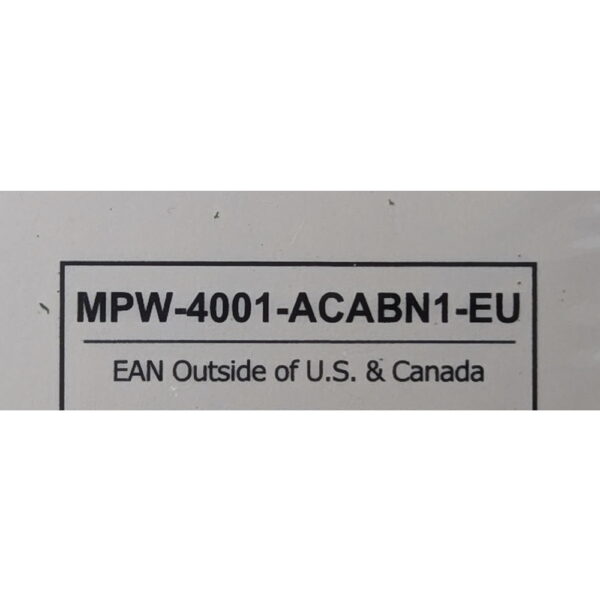 MPW-4001-ACABN1-EU
EAN Outside of U.S. & Canada